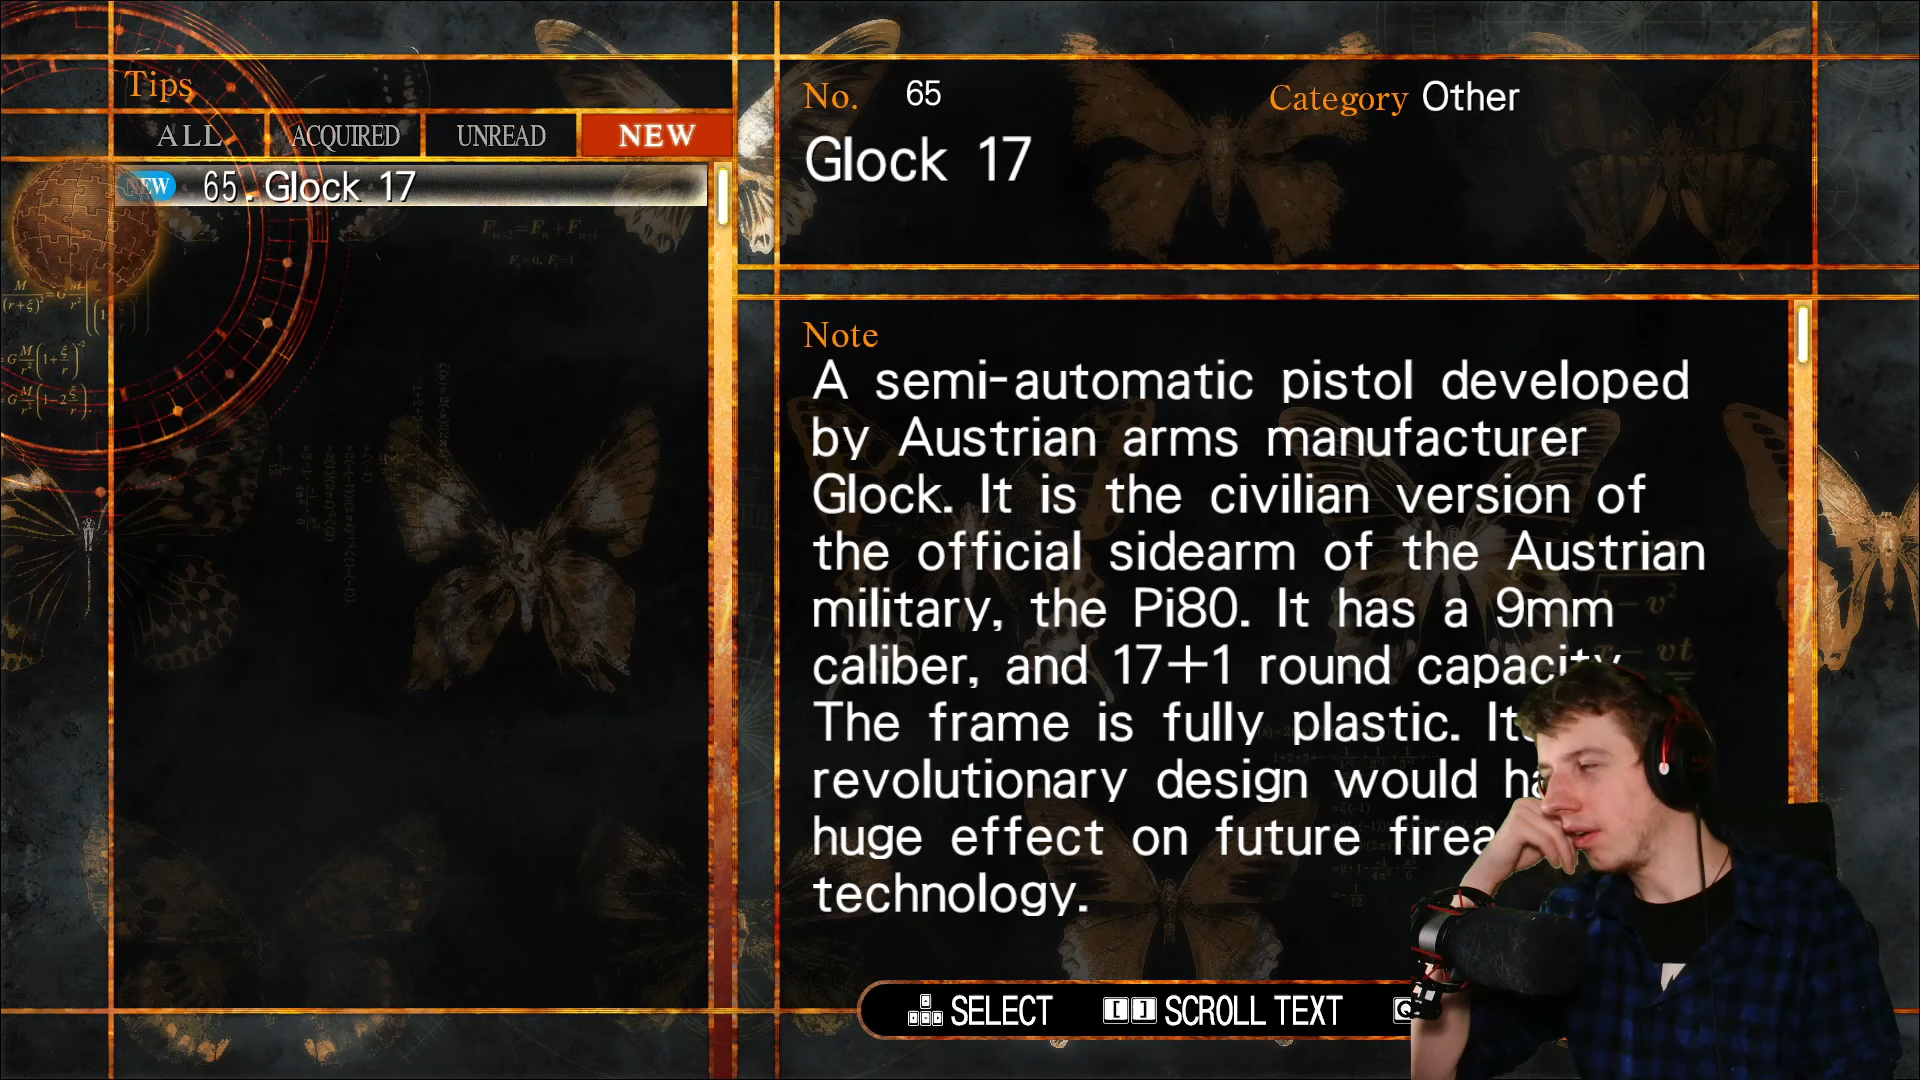 Tips
ALL ACQUIRED UNREAD NEW
NEW 65. Glock 17
No. 65 Category Other
Glock 17
Note
A semi-automatic pistol developed
by Austrian arms manufacturer
Glock. It is the civilian version of
the official sidearm of the Austrian
military, the Pi80. It has a 9mm
caliber, and 17+1 round capacity.
The frame is fully plastic.
revolutionary design would
huge effect on future
technology.
SELECT [ ] SCROLL TEXT Q